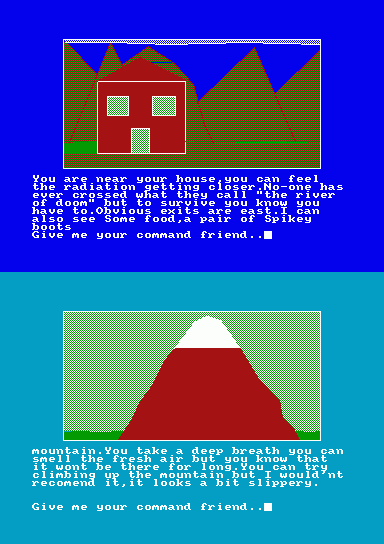 You are near your house,you can feel
the radiation getting closer.No-one has
ever crossed what they call "the river
of doom" but to survive you know you
have to.Obvious exits are east.I can
also see Some food,a pair of Spikey
boots
Give me your command friend..
mountain.You take a deep breath you can
smell the fresh air but you know that
it wont be there for long.You can try
climbing up the mountain but I would'nt
recomend it,it looks a bit slippery.
Give me your command friend..